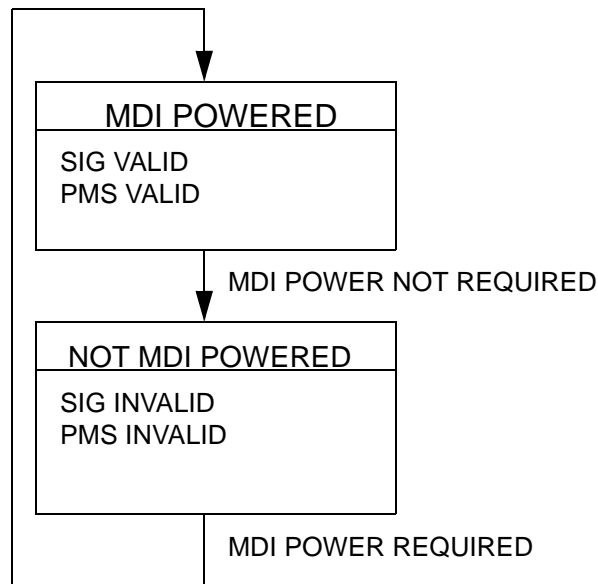 MDI POWERED
SIG VALID
PMS VALID
MDI POWER NOT REQUIRED
NOT MDI POWERED
SIG INVALID
PMS INVALID
MDI POWER REQUIRED